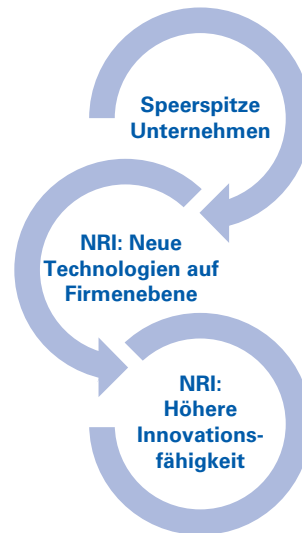 Speerspitze
Unternehmen
NRI: Neue
Technologien auf
Firmenebene
NRI:
Höhere
Innovations-
fähigkeit